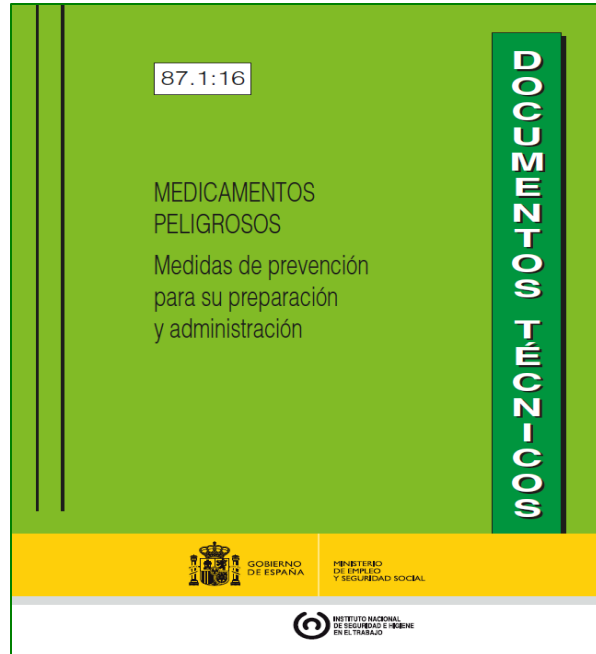 87.1:16
MEDICAMENTOS
PELIGROSOS
Medidas de prevención
para su preparación
y administración
DOCUMENTOS TÉCNICOS
GOBIERNO
DE ESPAÑA
MINISTERIO
DE EMPLEO
Y SEGURIDAD SOCIAL
INSTITUTO NACIONAL
DE SEGURIDAD E HIGIENE
EN EL TRABAJO